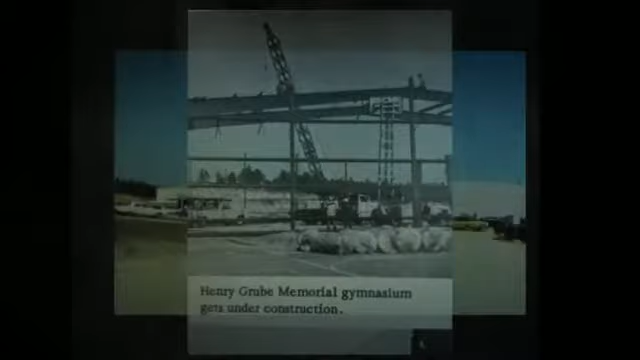 Henry Grube Memorial gymnasium
gets under construction.